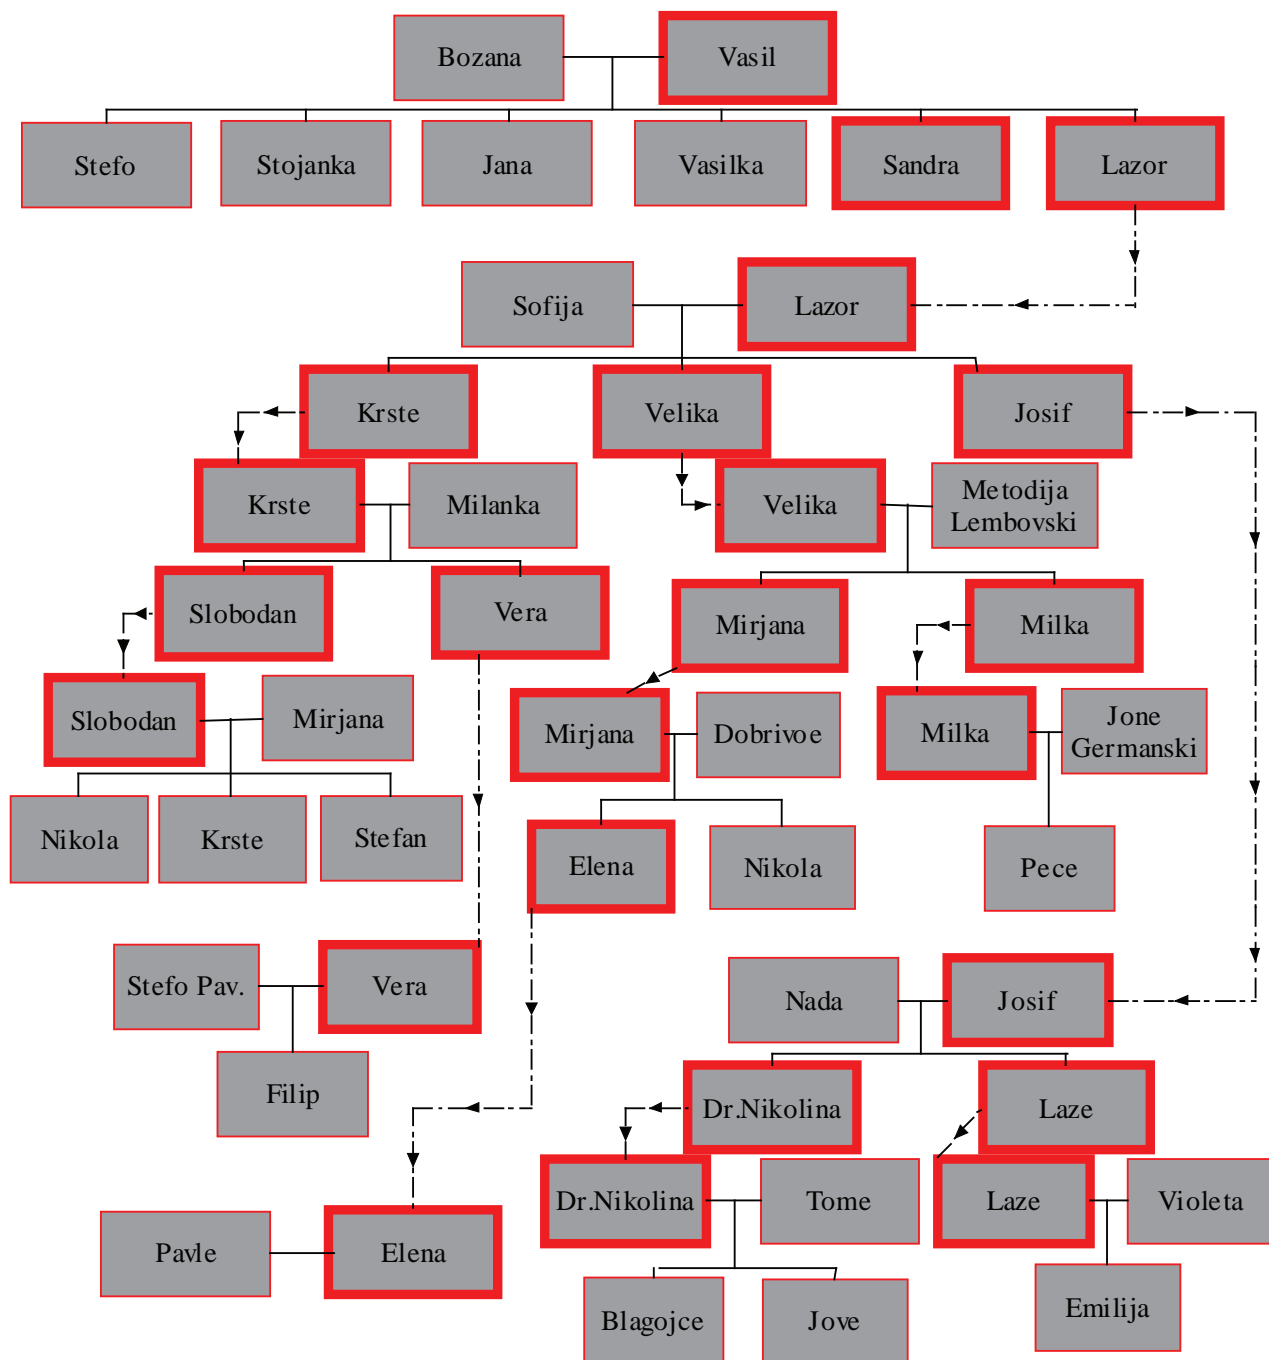 Bozana
Vasil
Stefo
Stojanka
Jana
Vasilka
Sandra
Lazor
Sofija
Lazor
Krste
Velika
Josif
Krste
Milanka
Velika
Metodija
Lembovski
Slobodan
Vera
Mirjana
Milka
Slobodan
Mirjana
Mirjana
Dobrivoe
Milka
Jone
Germanski
Nikola
Krste
Stefan
Elena
Nikola
Pece
Stefo Pav.
Vera
Nada
Josif
Filip
Dr.Nikolina
Laze
Dr.Nikolina
Tome
Laze
Violeta
Pavle
Elena
Blagojce
Jove
Emilija